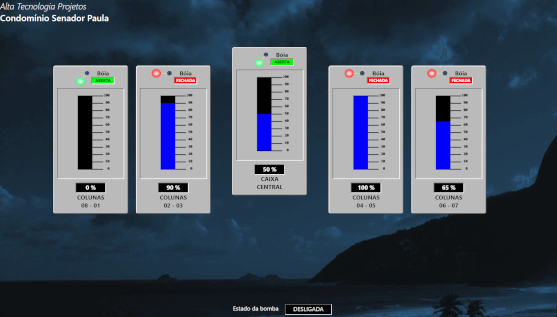 Alta Tecnologia Projetos
Condomínio Senador Paula
Bóia
ABERTA
100
90
80
70
60
50
40
30
20
10
0
0 %
COLUNAS
08 - 01
Bóia
FECHADA
100
90
80
70
60
50
40
30
20
10
0
90 %
COLUNAS
02 - 03
Bóia
ABERTA
100
90
80
70
60
50
40
30
20
10
0
50 %
CAIXA
CENTRAL
Bóia
FECHADA
100
90
80
70
60
50
40
30
20
10
0
100 %
COLUNAS
04 - 05
Bóia
FECHADA
100
90
80
70
60
50
40
30
20
10
0
65 %
COLUNAS
06 - 07
Estado da bomba DESLIGADA